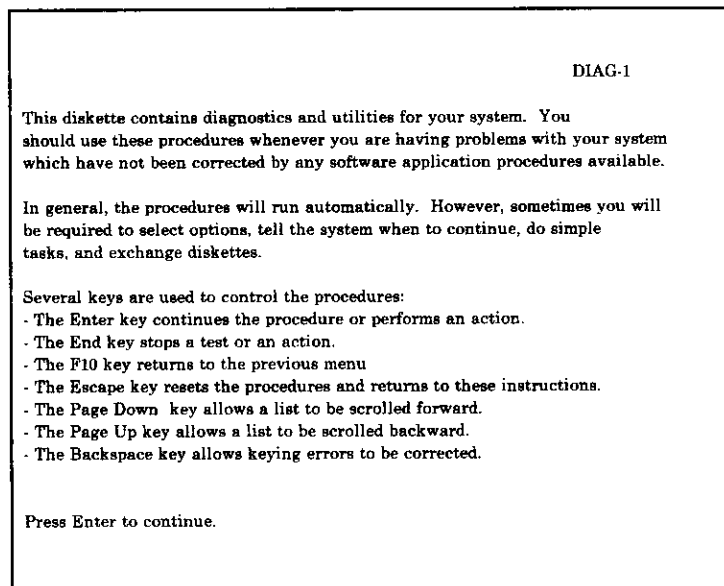 DIAG-1
This diskette contains diagnostics and utilities for your system.  You
should use these procedures whenever you are having problems with your system
which have not been corrected by any software application procedures available.
In general, the procedures will run automatically.  However, sometimes you will
be required to select options, tell the system when to continue, do simple
tasks, and exchange diskettes.
Several keys are used to control the procedures:
- The Enter key continues the procedure or performs an action.
- The End key stops a test or an action.
- The F10 key returns to the previous menu
- The Escape key resets the procedures and returns to these instructions.
- The Page Down  key allows a list to be scrolled forward.
- The Page Up key allows a list to be scrolled backward.
- The Backspace key allows keying errors to be corrected.
Press Enter to continue.